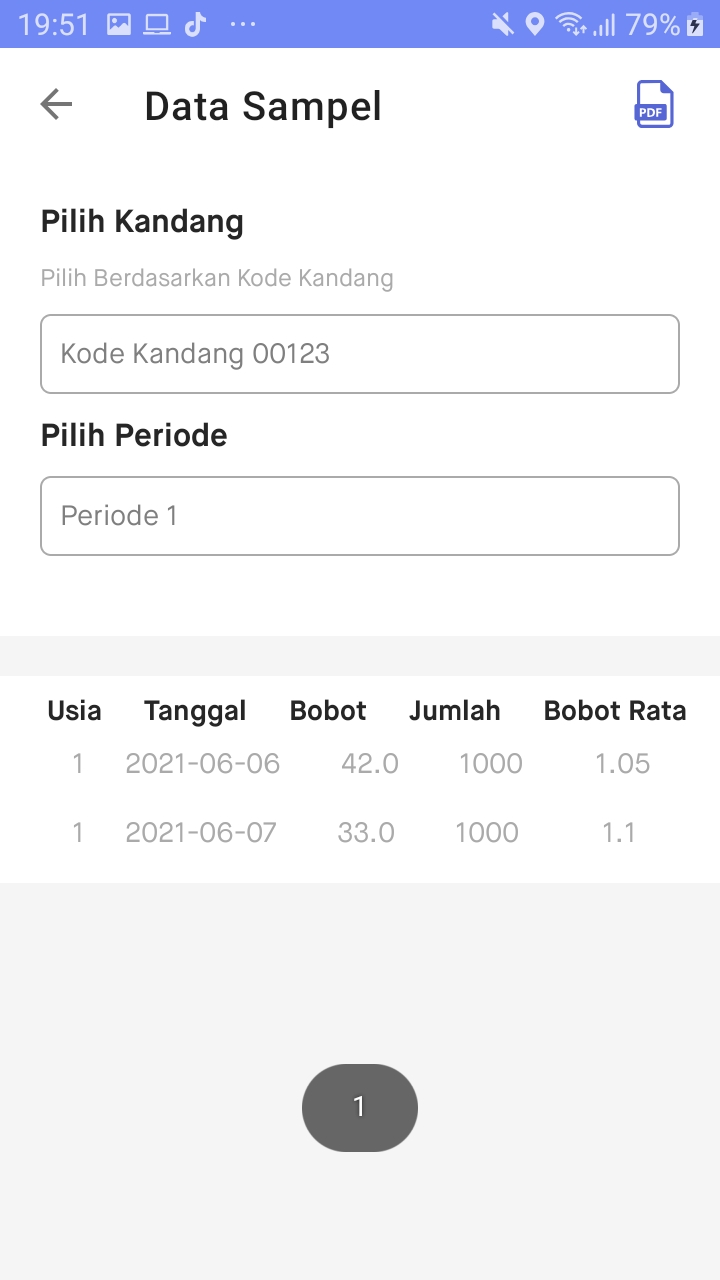 19:51 79%
Data Sampel
PDF
Pilih Kandang
Pilih Berdasarkan Kode Kandang
Kode Kandang 00123
Pilih Periode
Periode 1
Usia Tanggal Bobot Jumlah Bobot Rata
1 2021-06-06 42.0 1000 1.05
1 2021-06-07 33.0 1000 1.1
1